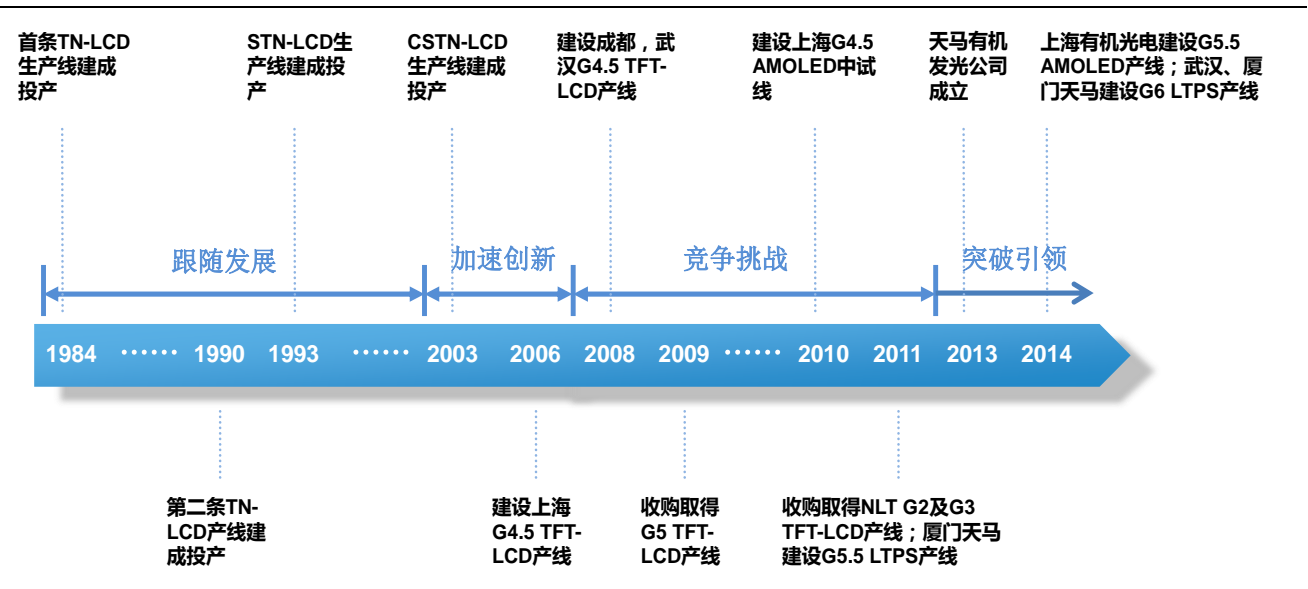 首条TN-LCD
生产线建成
投产
STN-LCD生
产线建成投
产
CSTN-LCD
生产线建成
投产
建设成都，武
汉G4.5 TFT-
LCD产线
建设上海G4.5
AMOLED中试
线
天马有机
发光公司
成立
上海有机光电建设G5.5
AMOLED产线；武汉、厦
门天马建设G6 LTPS产线
跟随发展
加速创新
竞争挑战
突破引领
1984 …… 1990 1993 …… 2003 2006 2008 2009 …… 2010 2011 2013 2014
第二条TN-
LCD产线建
成投产
建设上海
G4.5 TFT-
LCD产线
收购取得
G5 TFT-
LCD产线
收购取得NLT G2及G3
TFT-LCD产线；厦门天马
建设G5.5 LTPS产线